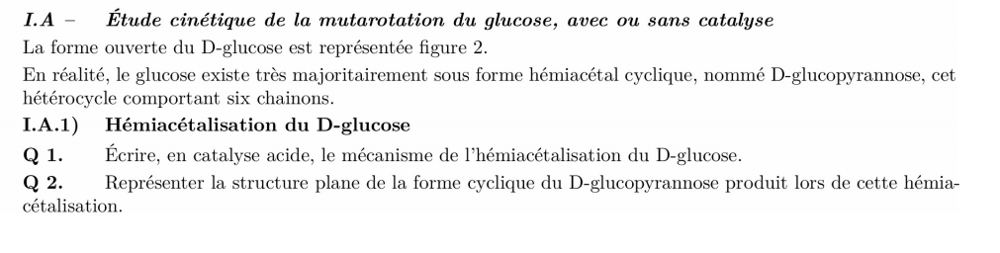 I.A – Étude cinétique de la mutarotation du glucose, avec ou sans catalyse
La forme ouverte du D-glucose est représentée figure 2.
En réalité, le glucose existe très majoritairement sous forme hémiacétal cyclique, nommé D-glucopyrannose, cet
hétérocycle comportant six chainons.
I.A.1) Hémiacétalisation du D-glucose
Q 1. Écrire, en catalyse acide, le mécanisme de l'hémiacétalisation du D-glucose.
Q 2. Représenter la structure plane de la forme cyclique du D-glucopyrannose produit lors de cette hémia-
cétalisation.